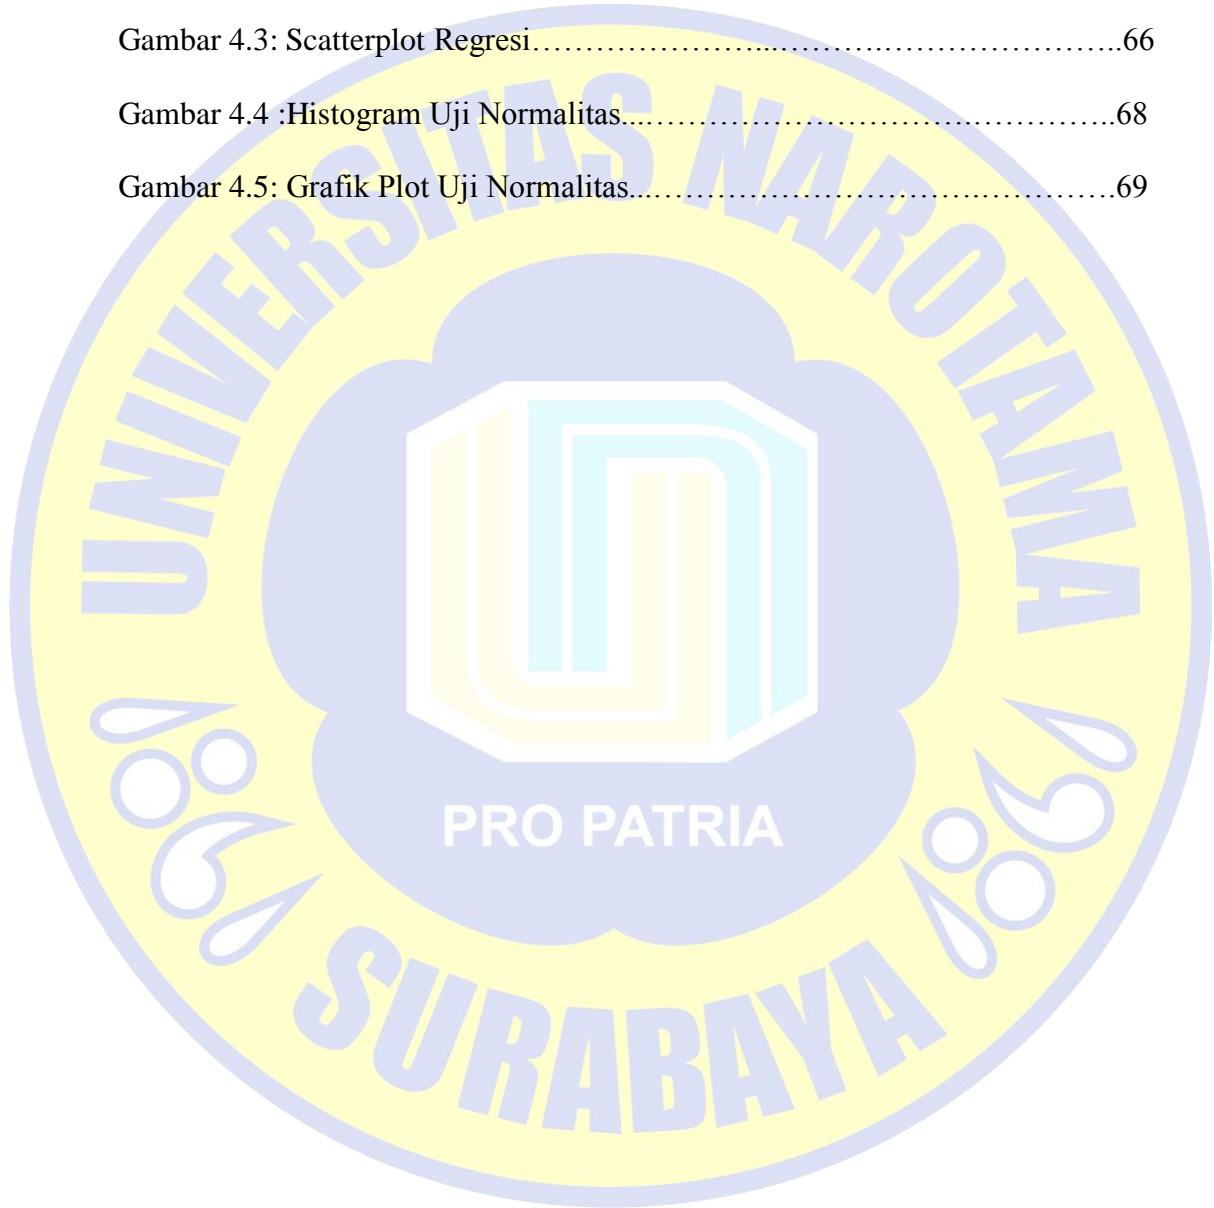 Gambar 4.3: Scatterplot Regresi…………………...……….…………………..66
Gambar 4.4 :Histogram Uji Normalitas...………………………….…………..68
Gambar 4.5: Grafik Plot Uji Normalitas...………………………….………….69
UNIVERSITAS NAROTAMA
PRO PATRIA
SURABAYA